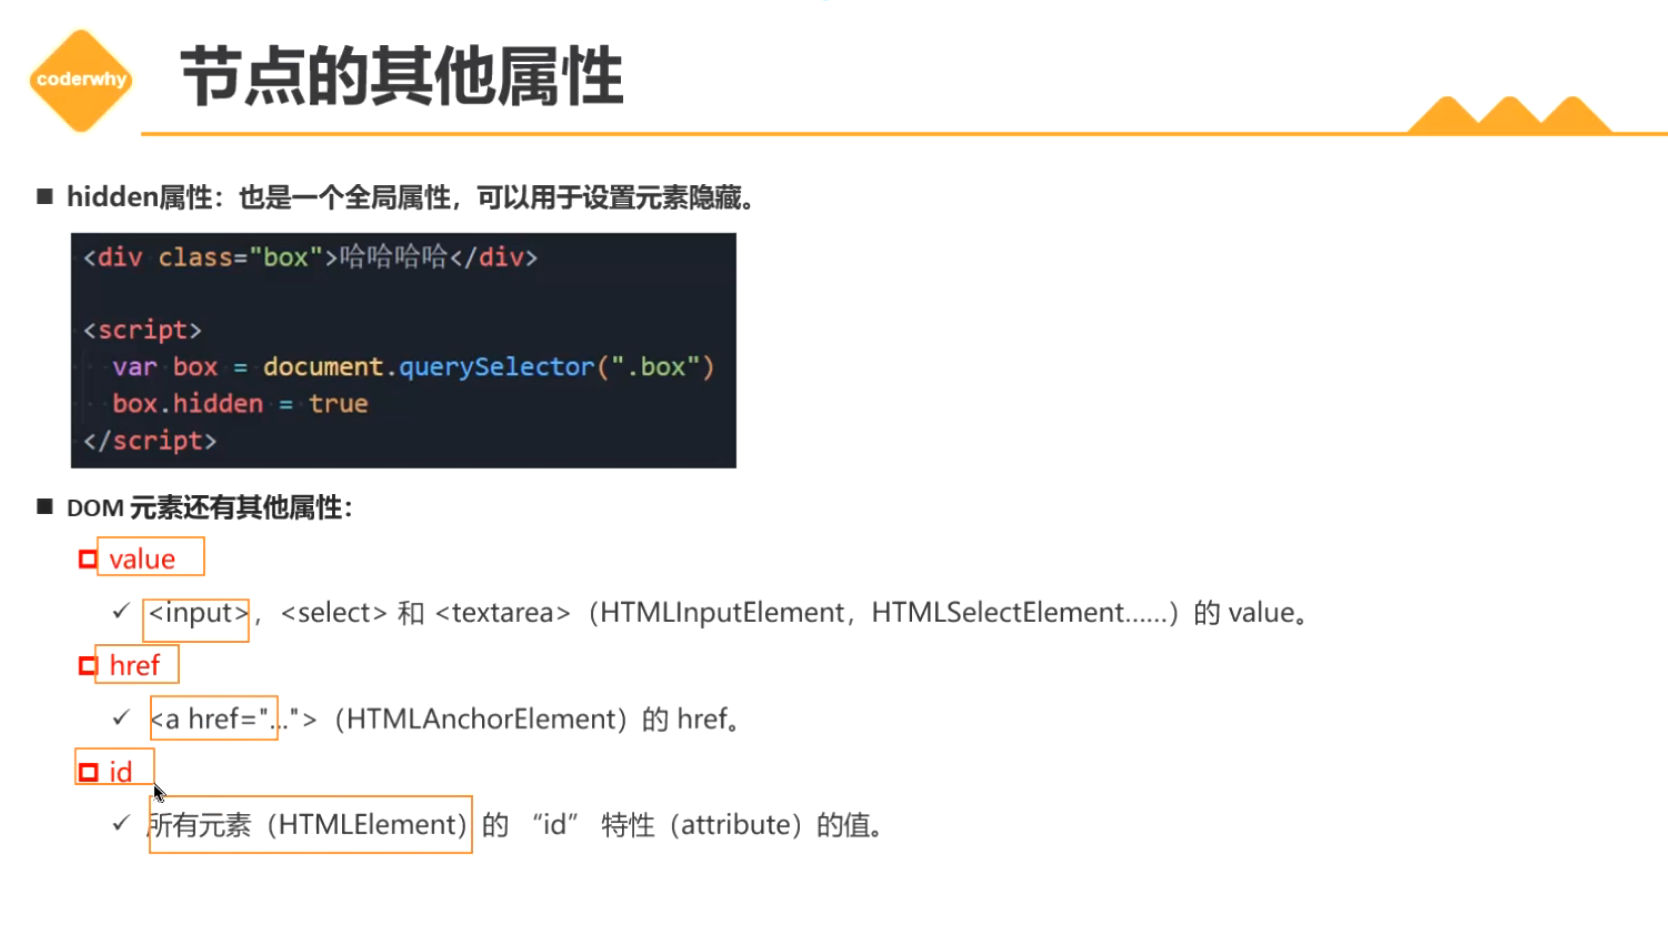 coderwhy
节点的其他属性
hidden属性：也是一个全局属性，可以用于设置元素隐藏。
<div class="box">哈哈哈哈</div>
<script>
var box = document.querySelector(".box")
box.hidden = true
</script>
DOM 元素还有其他属性：
value
<input>，<select> 和 <textarea>（HTMLInputElement，HTMLSelectElement……）的 value。
href
<a href="...">（HTMLAnchorElement）的 href。
id
所有元素（HTMLElement）的 “id” 特性（attribute）的值。